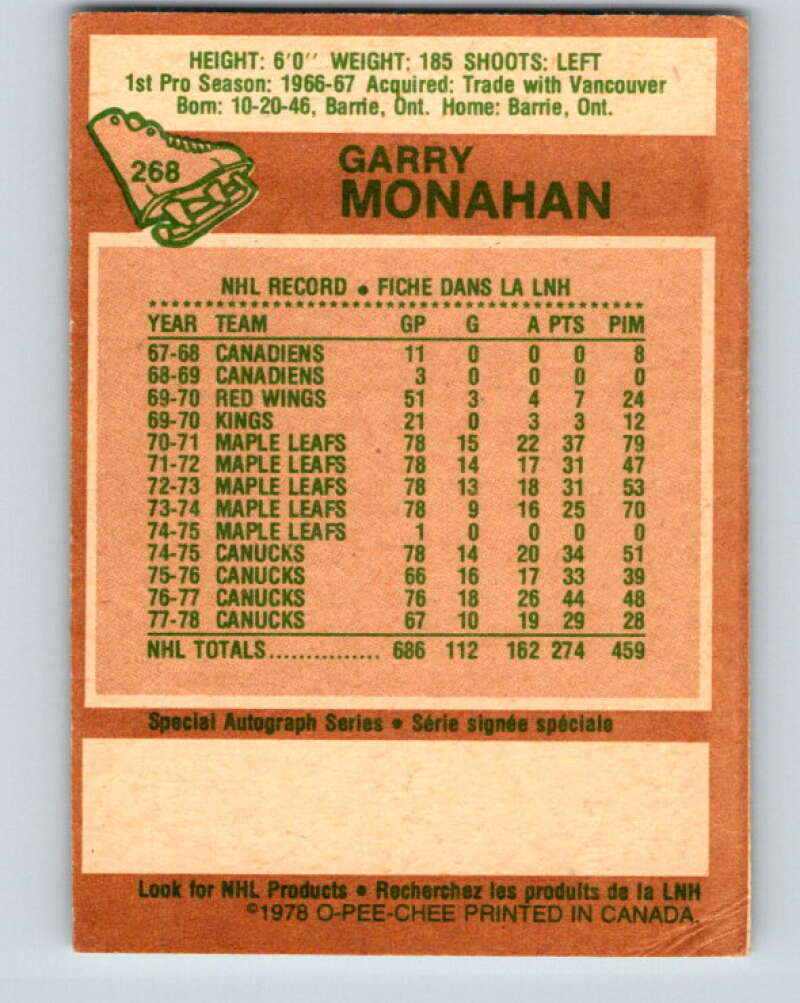 HEIGHT: 6'0'' WEIGHT: 185 SHOOTS: LEFT
1st Pro Season: 1966-67 Acquired: Trade with Vancouver
Born: 10-20-46, Barrie, Ont. Home: Barrie, Ont.
268
GARRY
MONAHAN
NHL RECORD • FICHE DANS LA LNH
YEAR TEAM GP G A PTS PIM
67-68 CANADIENS 11 0 0 0 8
68-69 CANADIENS 3 0 0 0 0
69-70 RED WINGS 51 3 4 7 24
69-70 KINGS 21 0 3 3 12
70-71 MAPLE LEAFS 78 15 22 37 79
71-72 MAPLE LEAFS 78 14 17 31 47
72-73 MAPLE LEAFS 78 13 18 31 53
73-74 MAPLE LEAFS 78 9 16 25 70
74-75 MAPLE LEAFS 1 0 0 0 0
74-75 CANUCKS 78 14 20 34 51
75-76 CANUCKS 66 16 17 33 39
76-77 CANUCKS 76 18 26 44 48
77-78 CANUCKS 67 10 19 29 28
NHL TOTALS............... 686 112 162 274 459
Special Autograph Series • Série signée spéciale
Look for NHL Products • Recherchez les produits de la LNH
©1978 O-PEE-CHEE PRINTED IN CANADA.